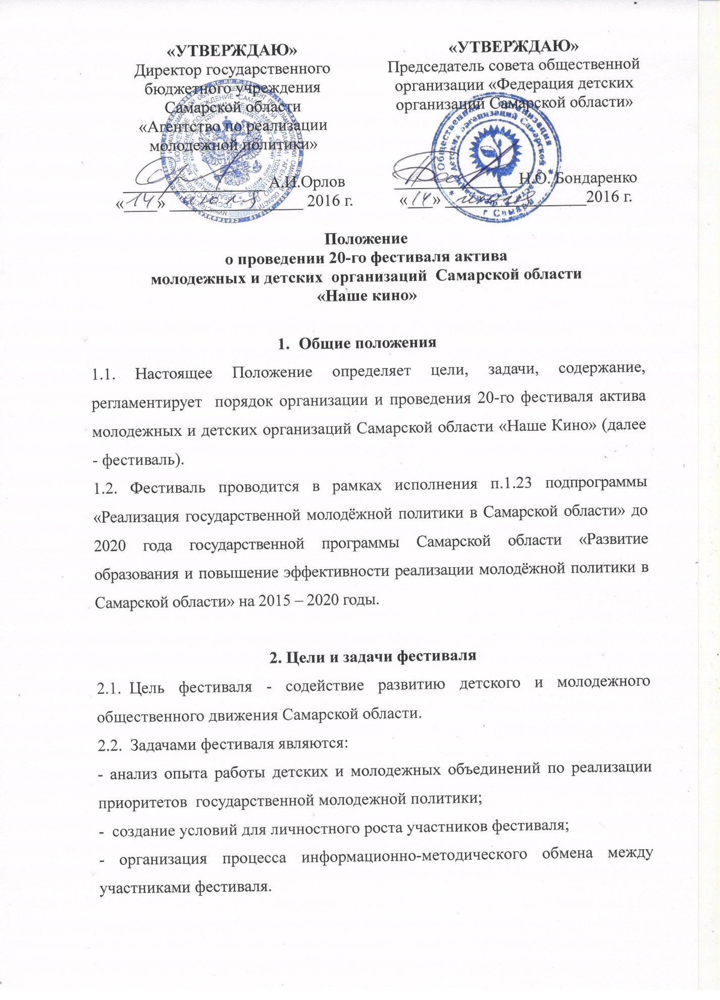 «УТВЕРЖДАЮ»
Директор государственного
бюджетного учреждения
Самарской области
«Агентство по реализации
молодежной политики»
А.И.Орлов
«14» июля 2016 г.
«УТВЕРЖДАЮ»
Председатель совета общественной
организации «Федерация детских
организаций Самарской области»
Н.О. Бондаренко
«14» июля 2016 г.
Общественная организация
детских организаций Самарской
г Самара
Положение
о проведении 20-го фестиваля актива
молодежных и детских организаций Самарской области
«Наше кино»
1. Общие положения
1.1. Настоящее Положение определяет цели, задачи, содержание,
регламентирует порядок организации и проведения 20-го фестиваля актива
молодежных и детских организаций Самарской области «Наше Кино» (далее
- фестиваль).
1.2. Фестиваль проводится в рамках исполнения п.1.23 подпрограммы
«Реализация государственной молодёжной политики в Самарской области» до
2020 года государственной программы Самарской области «Развитие
образования и повышение эффективности реализации молодёжной политики в
Самарской области» на 2015 – 2020 годы.
2. Цели и задачи фестиваля
2.1. Цель фестиваля - содействие развитию детского и молодежного
общественного движения Самарской области.
2.2. Задачами фестиваля являются:
- анализ опыта работы детских и молодежных объединений по реализации
приоритетов государственной молодежной политики;
- создание условий для личностного роста участников фестиваля;
- организация процесса информационно-методического обмена между
участниками фестиваля.